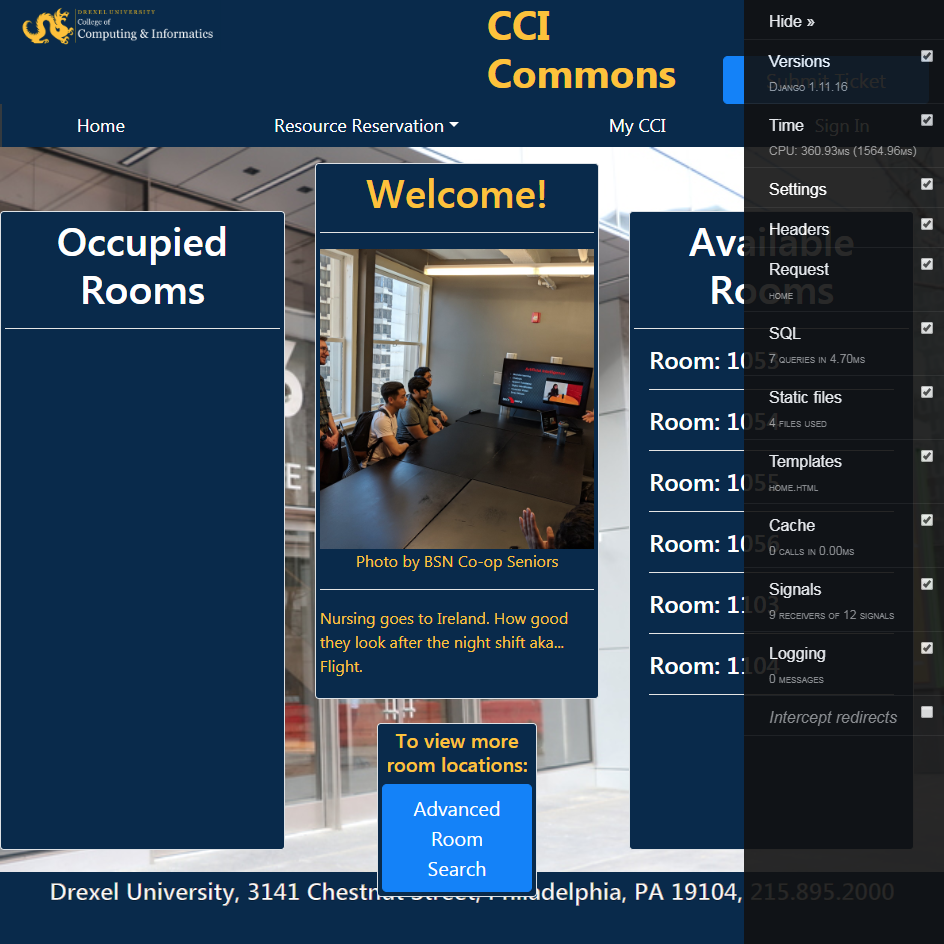 DREXEL UNIVERSITY
College of
Computing & Informatics
CCI
Commons
Submit Ticket
Home
Resource Reservation
My CCI
Sign In
Welcome!
Photo by BSN Co-op Seniors
Nursing goes to Ireland. How good
they look after the night shift aka...
Flight.
Occupied
Rooms
Available
Rooms
Room: 1053
Room: 1054
Room: 1055
Room: 1056
Room: 1103
Room: 1104
To view more
room locations:
Advanced
Room
Search
Drexel University, 3141 Chestnut Street, Philadelphia, PA 19104, 215.895.2000
Hide »
Versions
Django 1.11.16
Time
CPU: 360.93ms (1564.96ms)
Settings
Headers
Request
home
SQL
7 queries in 4.70ms
Static files
4 files used
Templates
home.html
Cache
0 calls in 0.00ms
Signals
9 receivers of 12 signals
Logging
0 messages
Intercept redirects